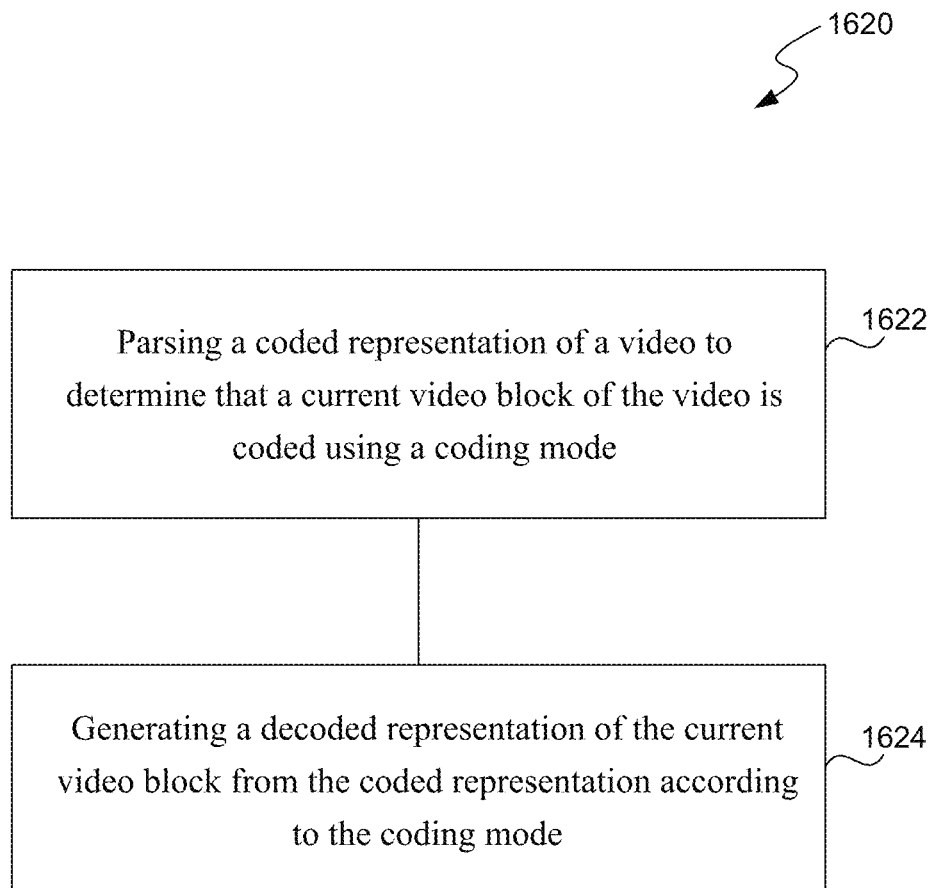 1620
Parsing a coded representation of a video to
determine that a current video block of the video is
coded using a coding mode
1622
Generating a decoded representation of the current
video block from the coded representation according
to the coding mode
1624